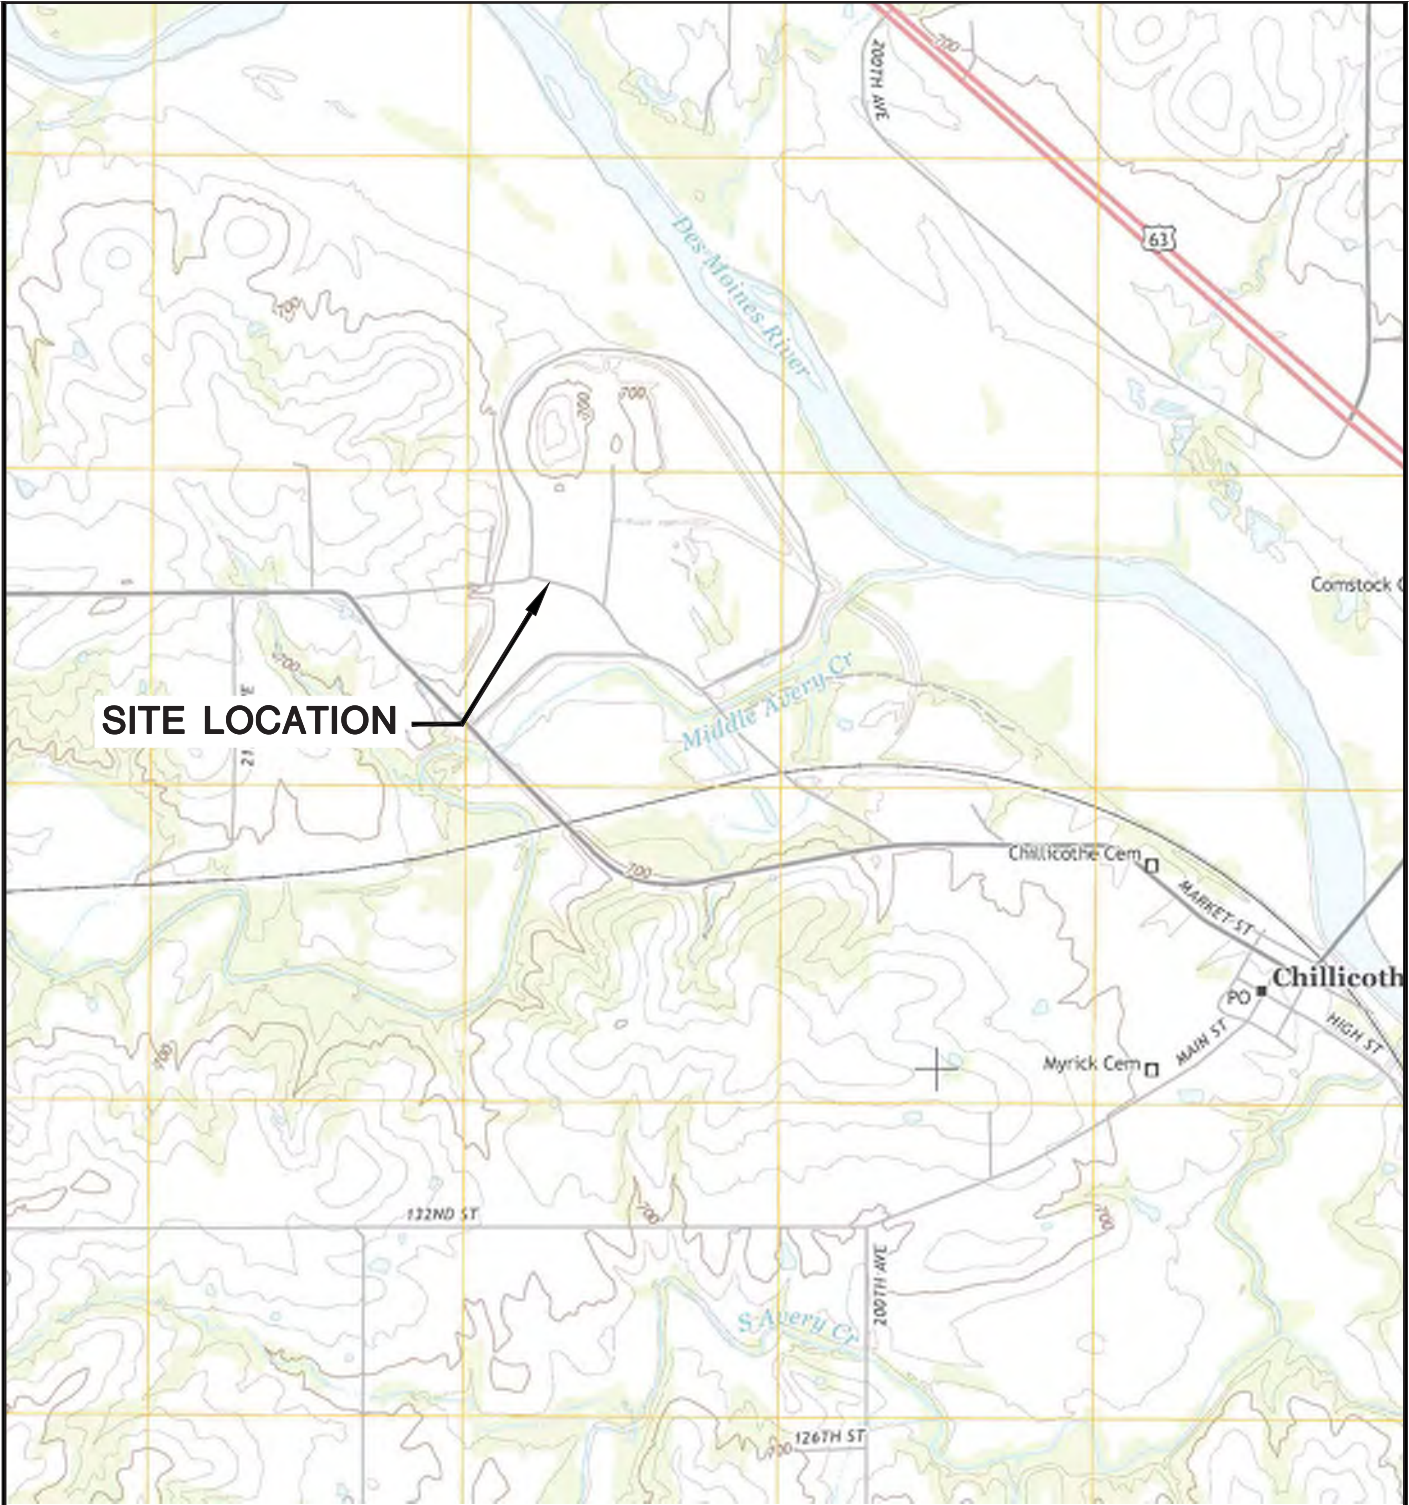 200TH AVE
700
63
Des Moines River
700
700
700
Comstock
700
SITE LOCATION
Middle Avery Cr
700
Chillicothe Cem
MARKET ST
Chillicoth
PO
HIGH ST
MAIN ST
Myrick Cem
700
132ND ST
700
700
200TH AVE
S Avery Cr
126TH ST
700